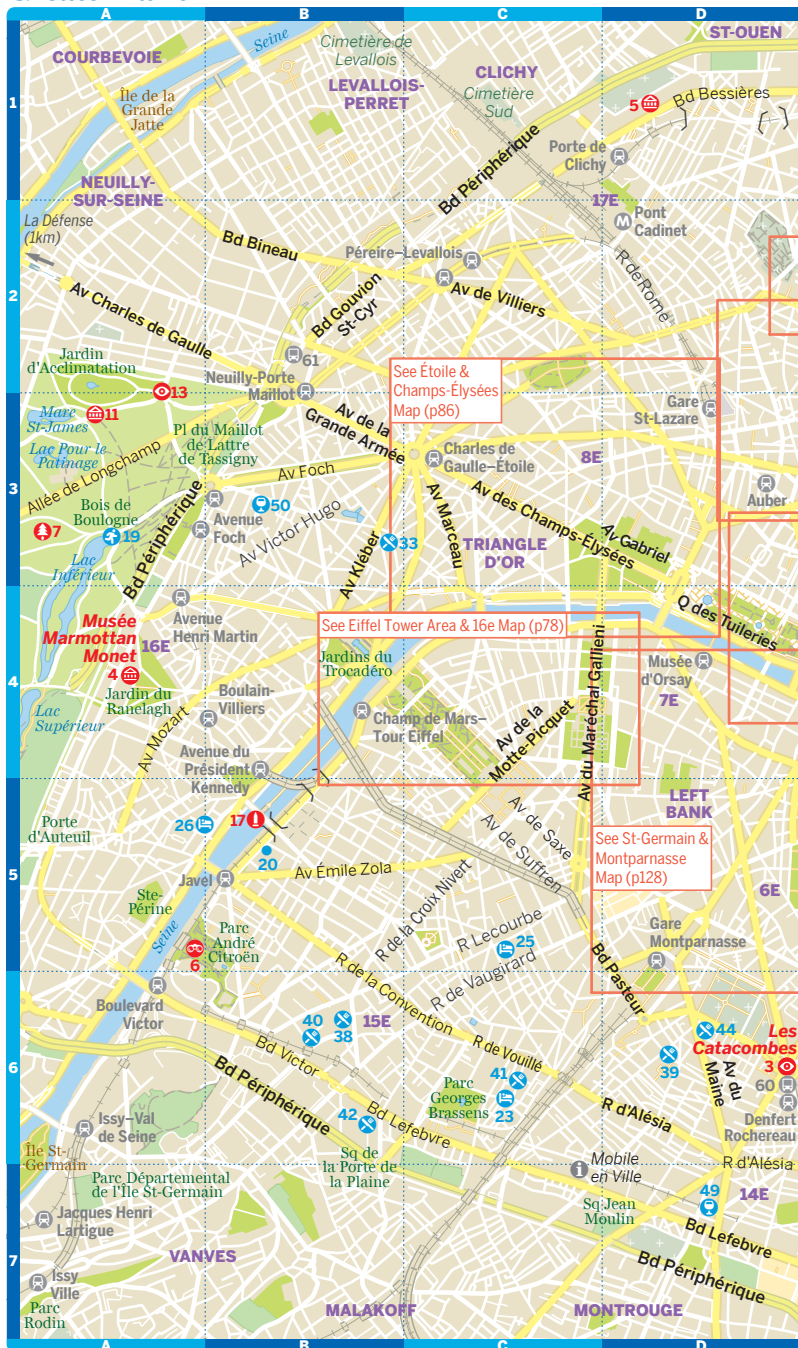 A
B
C
D
1
2
3
4
5
6
7
COURBEVOIE
Seine
Cimetière de
Levallois
LEVALLOIS-
PERRET
CLICHY
Cimetière
Sud
ST-OUEN
Île de la
Grande
Jatte
5
Bd Bessières
Porte de
Clichy
Bd Périphérique
NEUILLY-
SUR-SEINE
17E
La Défense
(1km)
Pont
Cadinet
Bd Bineau
Péreire–Levallois
R de Rome
Av Charles de Gaulle
Bd Gouvion
St-Cyr
Av de Villiers
Jardin
d'Acclimatation
61
Neuilly-Porte
Maillot
See Étoile &
Champs-Élysées
Map (p86)
13
11
Mare
St-James
Gare
St-Lazare
Av de la
Grande Armée
Pl du Maillot
de Lattre
de Tassigny
Lac Pour le
Patinage
Allée de Longchamp
Charles de
Gaulle–Étoile
8E
Av Foch
Auber
Bois de
Boulogne
50
Avenue
Foch
Av Victor Hugo
Av Marceau
Av des Champs-Élysées
Av Gabriel
7
19
Bd Périphérique
33
Av Kléber
TRIANGLE
D'OR
Lac
Inférieur
Musée
Marmottan
Monet
16E
Avenue
Henri Martin
See Eiffel Tower Area & 16e Map (p78)
Q des Tuileries
Jardins du
Trocadéro
Musée
d'Orsay
7E
4
Jardin du
Ranelagh
Boulain-
Villiers
Av du Maréchal Gallieni
Lac
Supérieur
Av Mozart
Champ de Mars–
Tour Eiffel
Av de la
Motte-Picquet
Avenue du
Président
Kennedy
LEFT
BANK
Porte
d'Auteuil
26
17
20
Av de Saxe
Av de Suffren
See St-Germain &
Montparnasse
Map (p128)
Javel
Av Émile Zola
R de la Croix Nivert
6E
Ste-
Périne
Seine
Parc
André
Citroën
6
R Lecourbe
25
Gare
Montparnasse
R de Vaugirard
R de la Convention
Bd Pasteur
Boulevard
Victor
40
38
15E
44
Les
Catacombes
R de Vouillé
39
3
60
Av du
Maine
Bd Victor
41
Parc
Georges
Brassens
23
Bd Périphérique
42
Bd Lefebvre
R d'Alésia
Denfert
Rochereau
Issy–Val
de Seine
Île St-
Germain
Sq de
la Porte de
la Plaine
Mobile
en Ville
R d'Alésia
Parc Départemental
de l'Île St-Germain
49
14E
Sq Jean
Moulin
Jacques Henri
Lartigue
Bd Lefebvre
VANVES
Bd Périphérique
Issy
Ville
Parc
Rodin
MALAKOFF
MONTROUGE
A
B
C
D